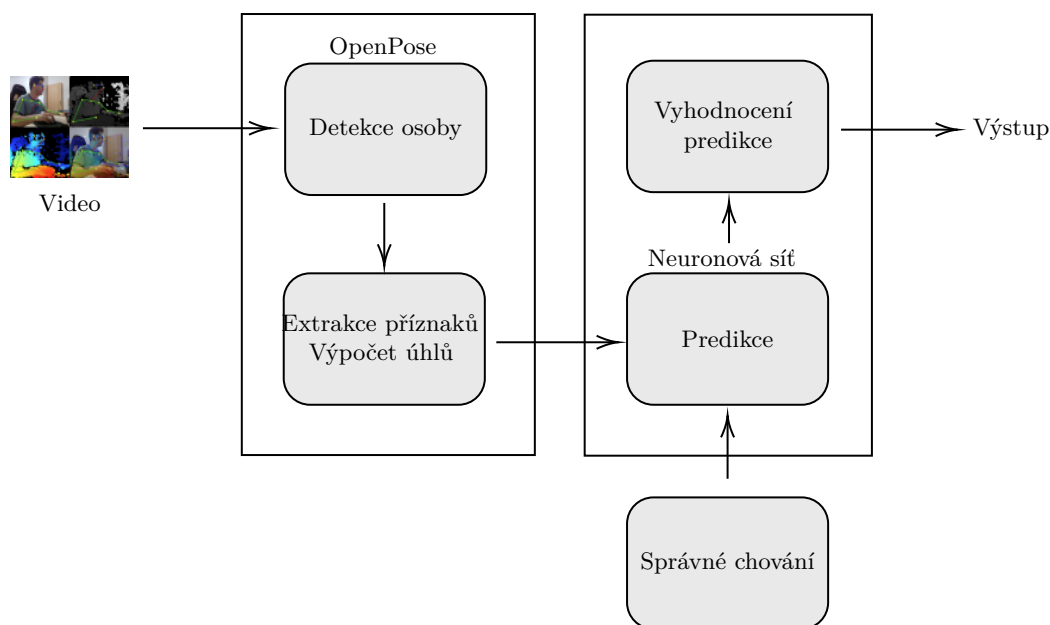 Video
OpenPose
Detekce osoby
Extrakce příznaků
Výpočet úhlů
Vyhodnocení
predikce
Neuronová síť
Predikce
Správné chování
Výstup